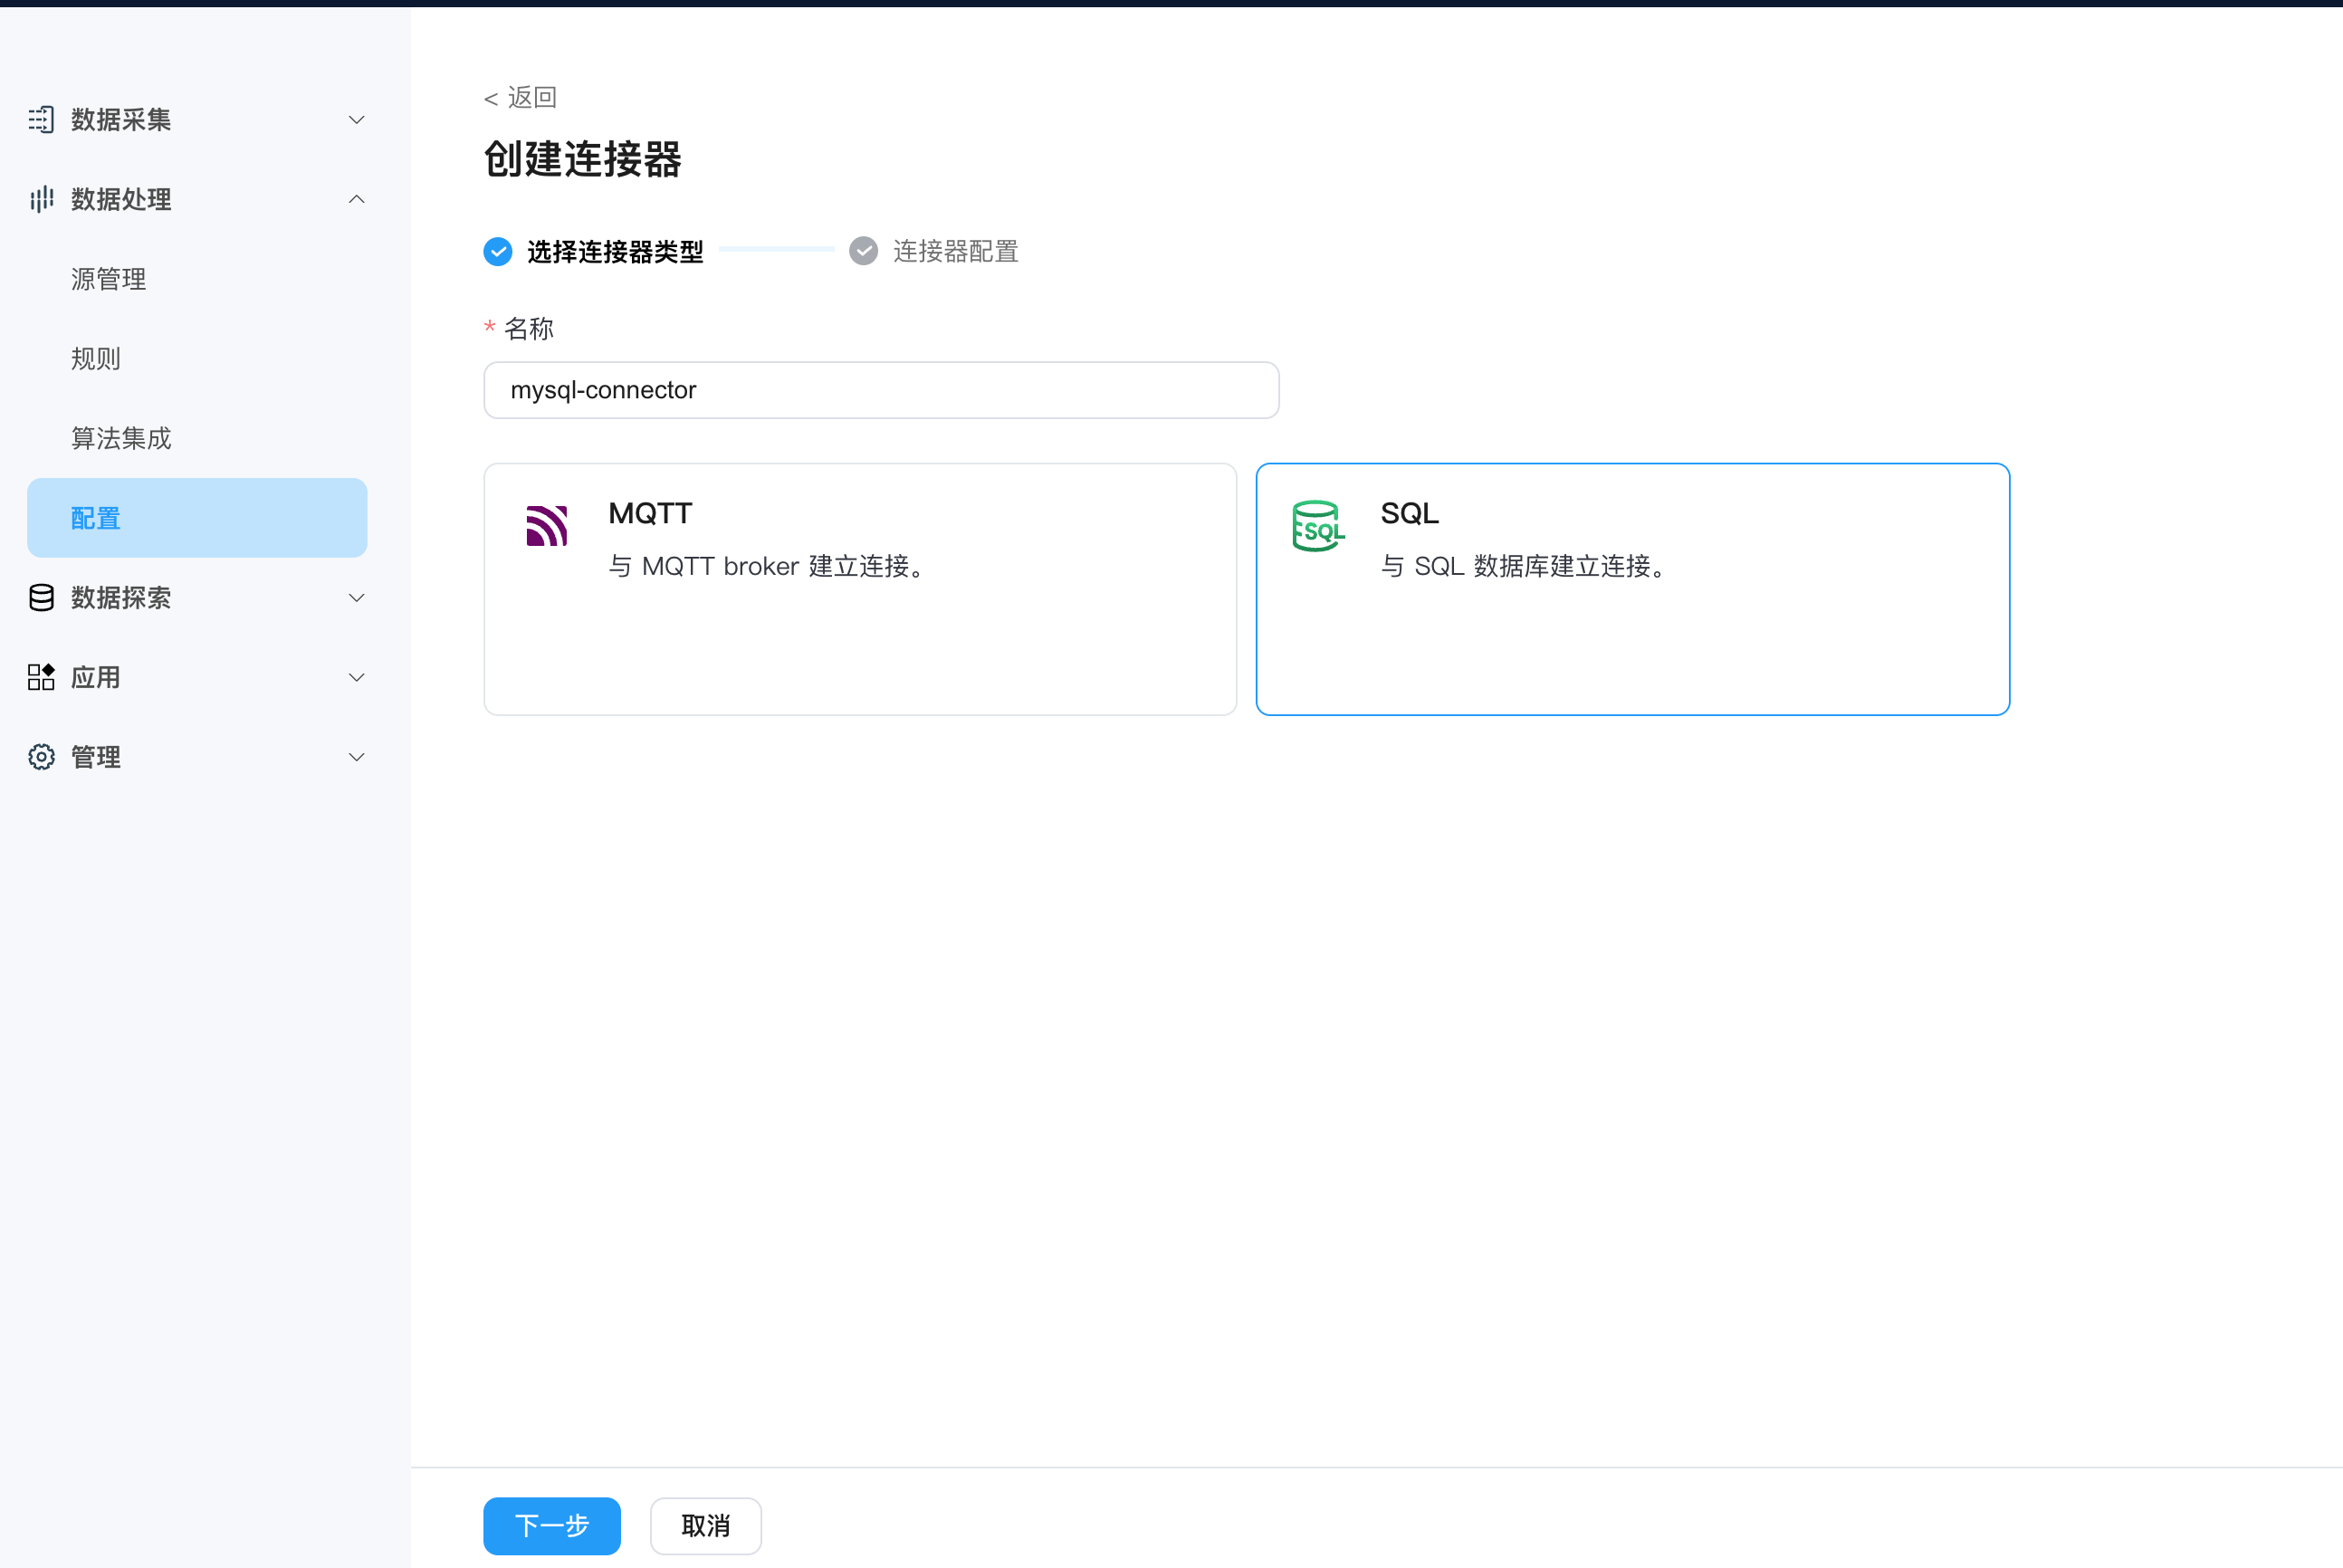 数据采集
数据处理
源管理
规则
算法集成
配置
数据探索
应用
管理
< 返回
创建连接器
选择连接器类型
连接器配置
* 名称
mysql-connector
MQTT
与 MQTT broker 建立连接。
SQL
SQL
与 SQL 数据库建立连接。
下一步
取消